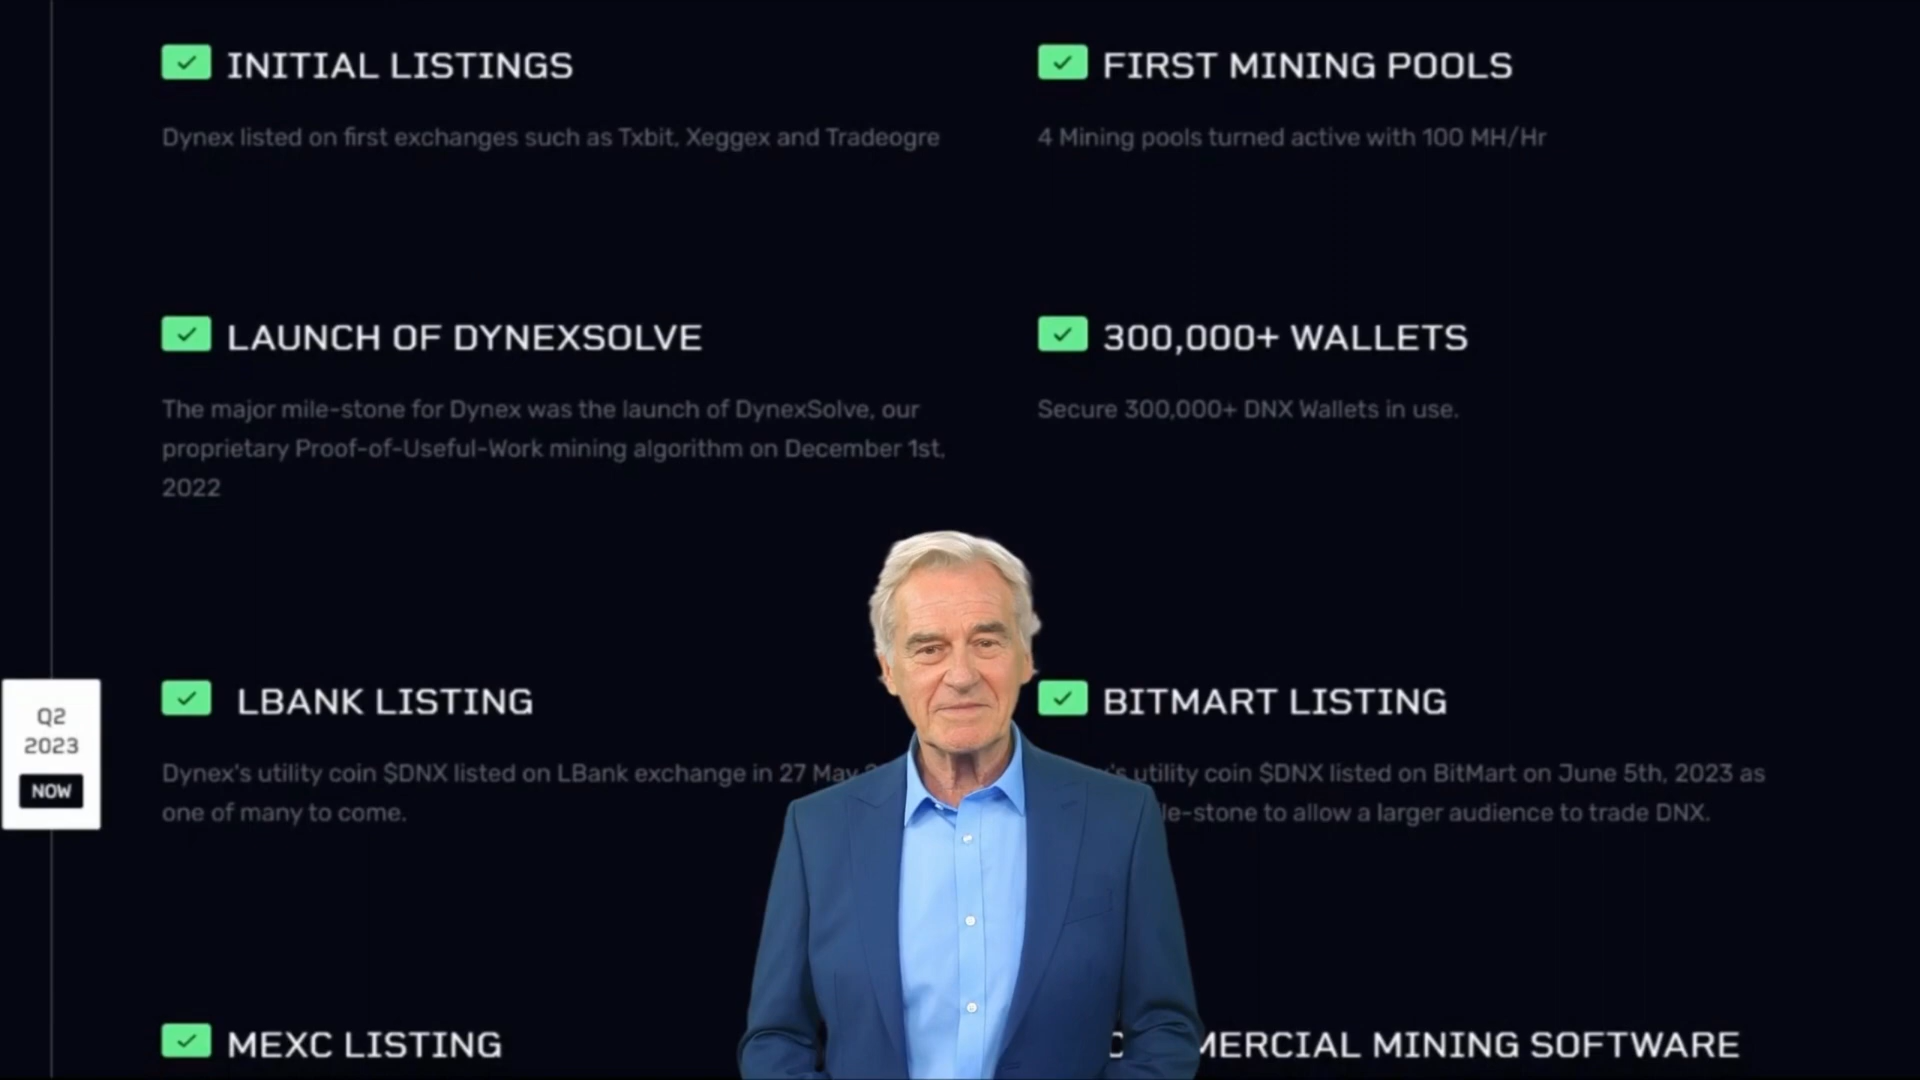 INITIAL LISTINGS
Dynex listed on first exchanges such as Txbit, Xeggex and Tradeogre
FIRST MINING POOLS
4 Mining pools turned active with 100 MH/Hr
LAUNCH OF DYNEXSOLVE
The major mile-stone for Dynex was the launch of DynexSolve, our
proprietary Proof-of-Useful-Work mining algorithm on December 1st,
2022
300,000+ WALLETS
Secure 300,000+ DNX Wallets in use.
Q2
2023
NOW
LBANK LISTING
Dynex's utility coin $DNX listed on LBank exchange in 27 May
one of many to come.
BITMART LISTING
utility coin $DNX listed on BitMart on June 5th, 2023 as
le-stone to allow a larger audience to trade DNX.
MEXC LISTING
MERCIAL MINING SOFTWARE